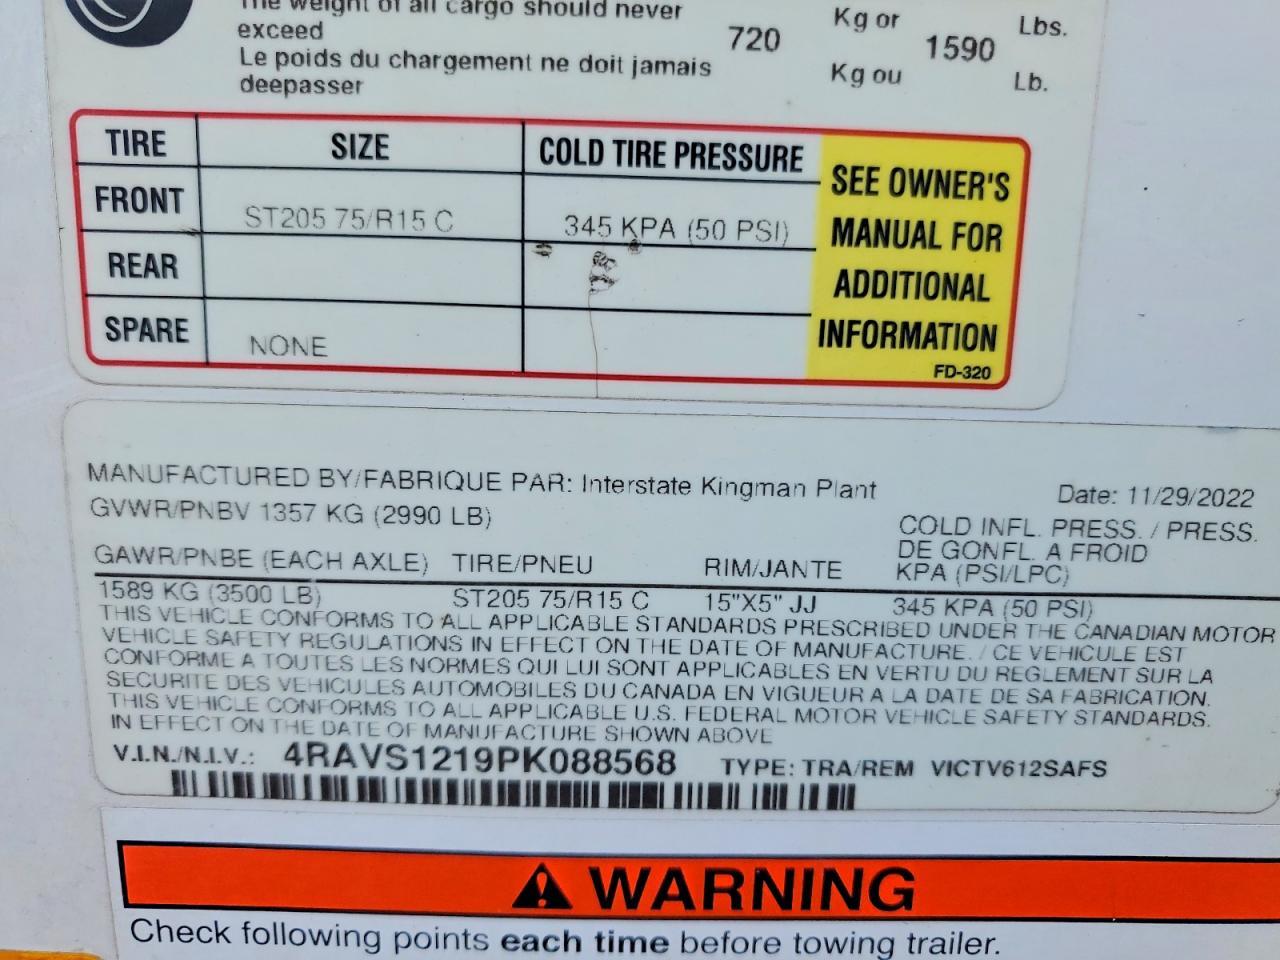 The weight of all cargo should never
exceed
Le poids du chargement ne doit jamais
deepasser
720
Kg or
Kg ou
1590
Lbs.
Lb.
TIRE SIZE COLD TIRE PRESSURE
FRONT ST205 75/R15 C 345 KPA (50 PSI)
REAR
SPARE NONE
SEE OWNER'S
MANUAL FOR
ADDITIONAL
INFORMATION
FD-320
MANUFACTURED BY/FABRIQUE PAR: Interstate Kingman Plant Date: 11/29/2022
GVWR/PNBV 1357 KG (2990 LB)
COLD INFL. PRESS. / PRESS.
DE GONFL. A FROID
KPA (PSI/LPC)
GAWR/PNBE (EACH AXLE) TIRE/PNEU RIM/JANTE
1589 KG (3500 LB) ST205 75/R15 C 15"X5" JJ 345 KPA (50 PSI)
THIS VEHICLE CONFORMS TO ALL APPLICABLE STANDARDS PRESCRIBED UNDER THE CANADIAN MOTOR
VEHICLE SAFETY REGULATIONS IN EFFECT ON THE DATE OF MANUFACTURE. / CE VEHICULE EST
CONFORME A TOUTES LES NORMES QUI LUI SONT APPLICABLES EN VERTU DU REGLEMENT SUR LA
SECURITE DES VEHICULES AUTOMOBILES DU CANADA EN VIGUEUR A LA DATE DE SA FABRICATION.
THIS VEHICLE CONFORMS TO ALL APPLICABLE U.S. FEDERAL MOTOR VEHICLE SAFETY STANDARDS.
IN EFFECT ON THE DATE OF MANUFACTURE SHOWN ABOVE
V.I.N./N.I.V.: 4RAVS1219PK088568 TYPE: TRA/REM VICTV612SAFS
WARNING
Check following points each time before towing trailer.